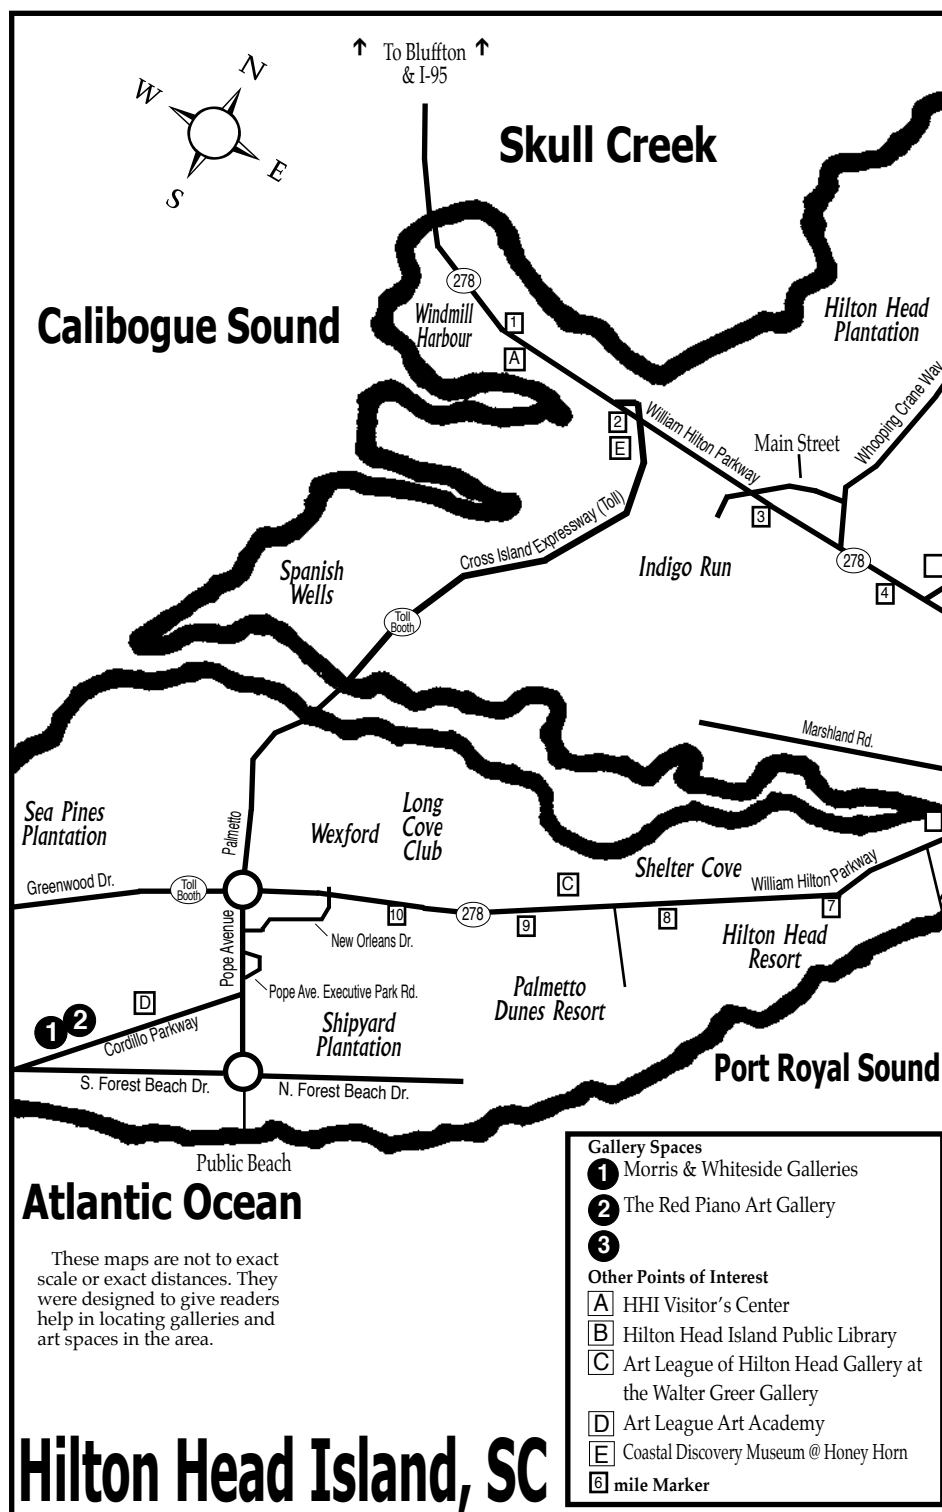 To Bluffton
& I-95
N
W
E
S
Skull Creek
278
Calibogue Sound
Windmill
Harbour
1
A
Hilton Head
Plantation
Whooping Crane Way
2
E
William Hilton Parkway
Main Street
3
Cross Island Expressway (Toll)
Spanish
Wells
Indigo Run
278
4
Toll
Booth
Marshland Rd.
Sea Pines
Plantation
Palmetto
Wexford
Long
Cove
Club
Shelter Cove
William Hilton Parkway
Greenwood Dr.
Toll
Booth
C
10
278
9
8
7
Pope Avenue
New Orleans Dr.
Hilton Head
Resort
Pope Ave. Executive Park Rd.
Palmetto
Dunes Resort
D
1
2
Cordillo Parkway
Shipyard
Plantation
Port Royal Sound
S. Forest Beach Dr.
N. Forest Beach Dr.
Public Beach
Atlantic Ocean
These maps are not to exact
scale or exact distances. They
were designed to give readers
help in locating galleries and
art spaces in the area.
Gallery Spaces
1 Morris & Whiteside Galleries
2 The Red Piano Art Gallery
3
Other Points of Interest
A HHI Visitor's Center
B Hilton Head Island Public Library
C Art League of Hilton Head Gallery at
the Walter Greer Gallery
D Art League Art Academy
E Coastal Discovery Museum @ Honey Horn
6 mile Marker
Hilton Head Island, SC